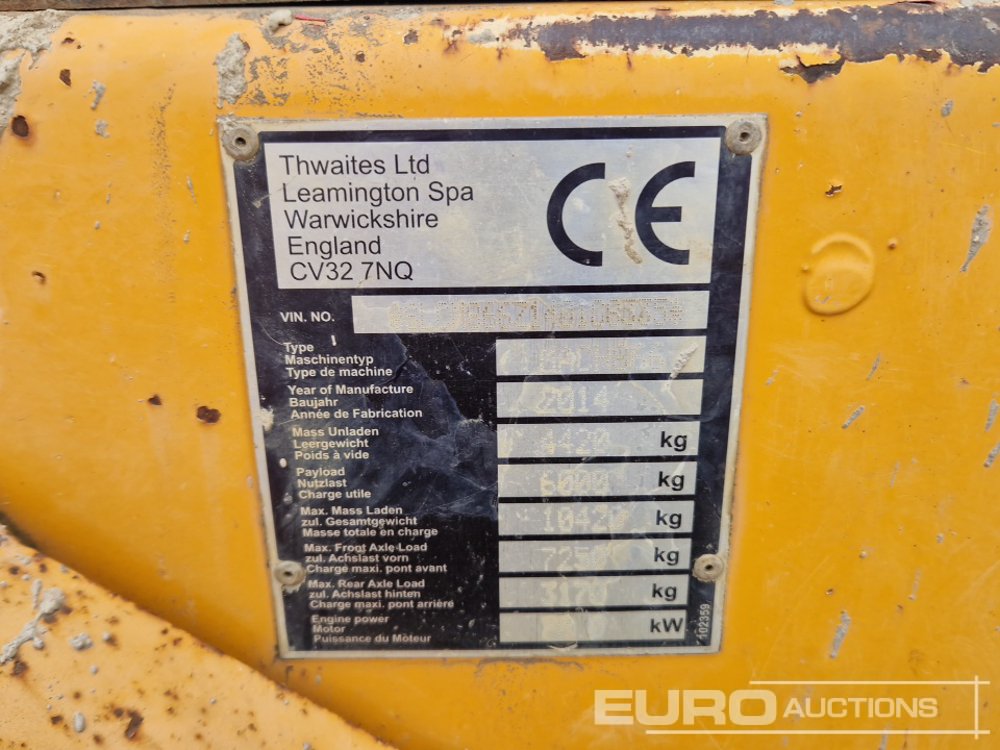 Thwaites Ltd
Leamington Spa
Warwickshire
England
CV32 7NQ
CE
VIN. NO.
Type
Maschinentyp
Type de machine
Year of Manufacture
Baujahr
Année de Fabrication
2014
Mass Unladen
Leergewicht
Poids à vide
4420 kg
Payload
Nutzlast
Charge utile
6000 kg
Max. Mass Laden
zul. Gesamtgewicht
Masse totale en charge
10420 kg
Max. Front Axle Load
zul. Achslast vorn
Charge maxi. pont avant
7250 kg
Max. Rear Axle Load
zul. Achslast hinten
Charge maxi. pont arrière
3170 kg
Engine power
Motor
Puissance du Moteur
kW
102359
EURO AUCTIONS